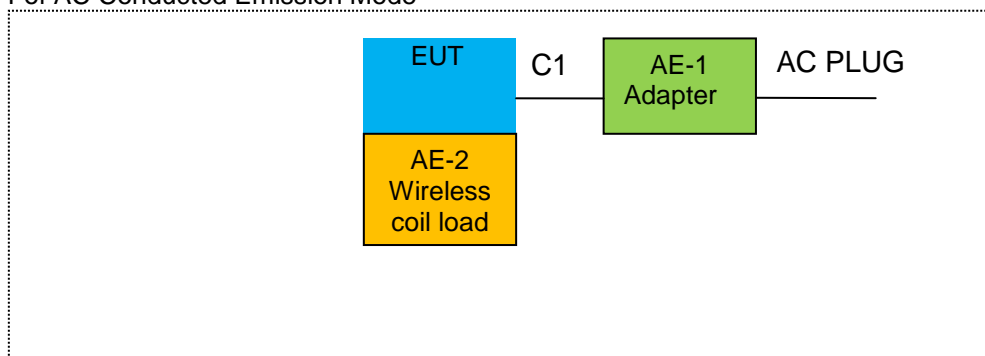 For AC Conducted Emission Mode
EUT
C1
AE-1
Adapter
AC PLUG
AE-2
Wireless
coil load